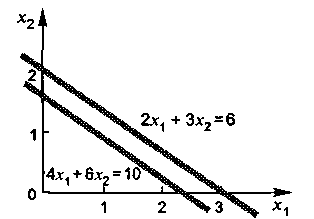 x₂
2
2x₁ + 3x₂ = 6
1
4x₁ + 6x₂ = 10
0
1 2 3 x₁